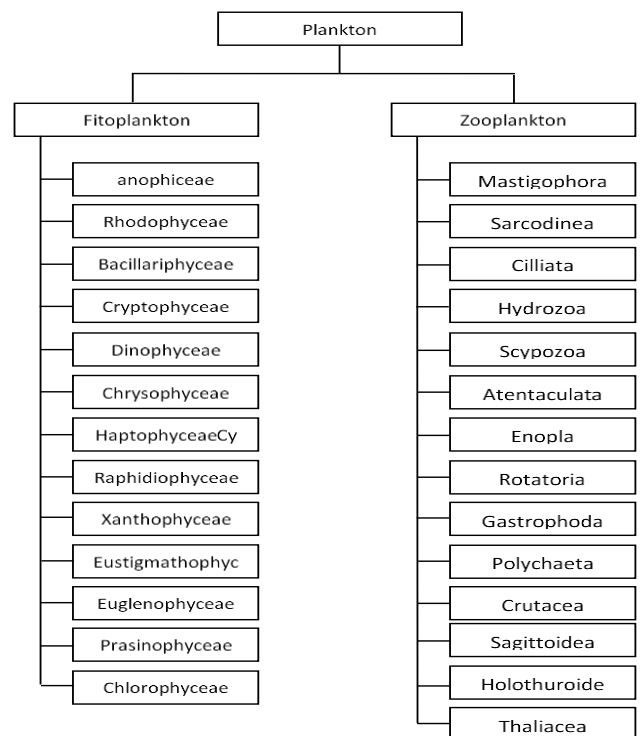 Plankton
Fitoplankton
anophiceae
Rhodophyceae
Bacillariphyceae
Cryptophyceae
Dinophyceae
Chrysophyceae
HaptophyceaeCy
Raphidiophyceae
Xanthophyceae
Eustigmathophyc
Euglenophyceae
Prasinophyceae
Chlorophyceae
Zooplankton
Mastigophora
Sarcodinea
Cilliata
Hydrozoa
Scypozoa
Atentaculata
Enopla
Rotatoria
Gastrophoda
Polychaeta
Crutacea
Sagittoidea
Holothuroide
Thaliacea